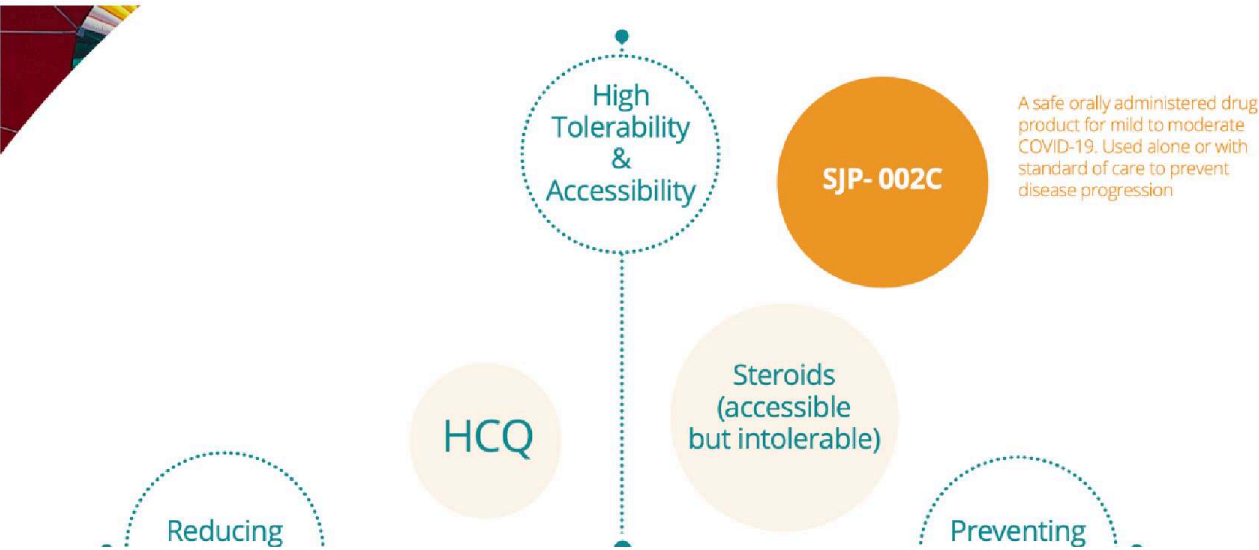 High
Tolerability
&
Accessibility
SJP- 002C
A safe orally administered drug
product for mild to moderate
COVID-19. Used alone or with
standard of care to prevent
disease progression
Steroids
(accessible
but intolerable)
HCQ
Reducing
Preventing